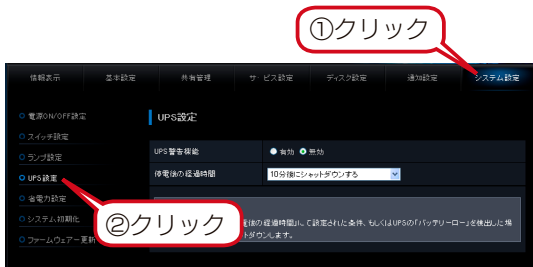 ①クリック
情報表示 基本設定 共有管理 サービス設定 ディスク設定 通知設定 システム設定
電源ON/OFF設定
UPS設定
スイッチ設定
ランプ設定
UPS警告機能 有効 無効
UPS設定
停電後の経過時間 10分後にシャットダウンする
省電力設定
システム初期化
②クリック
電後の経過時間」にて設定された条件、もしくはUPSの「バッテリーロー」を検出した場
ファームウェアー更新
トダウンします。